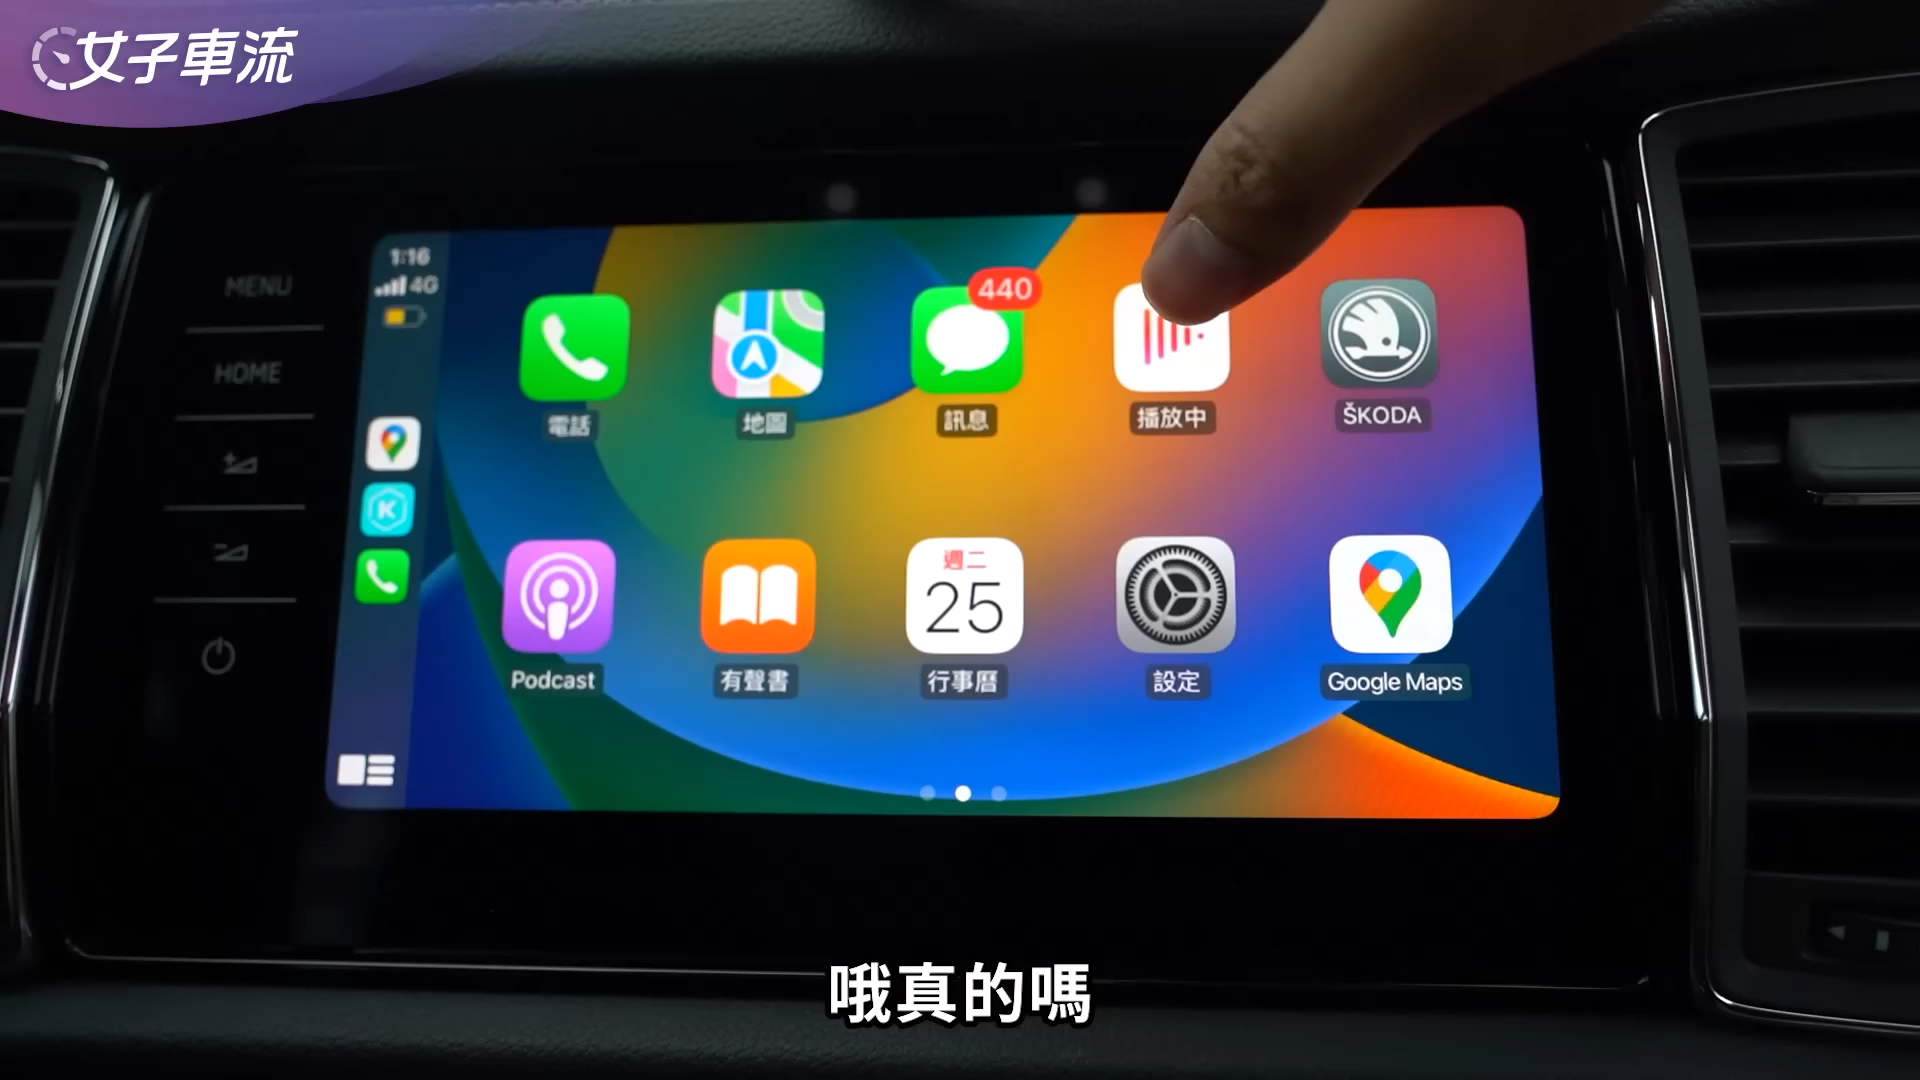 女子車流
1:16
4G
MENU
HOME
440
電話
地圖
訊息
播放中
ŠKODA
K
週二
25
Podcast
有聲書
行事曆
設定
Google Maps
哦真的嗎